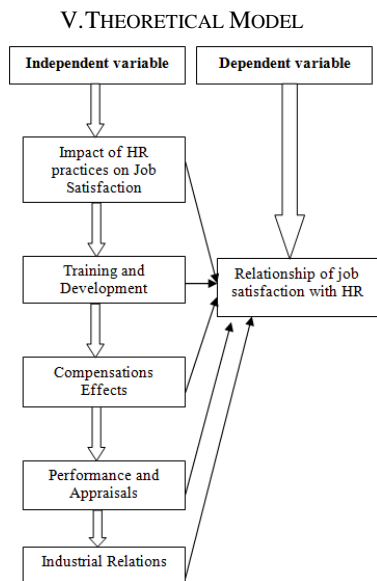 V.THEORETICAL MODEL
Independent variable
Dependent variable
Impact of HR
practices on Job
Satisfaction
Training and
Development
Relationship of job
satisfaction with HR
Compensations
Effects
Performance and
Appraisals
Industrial Relations